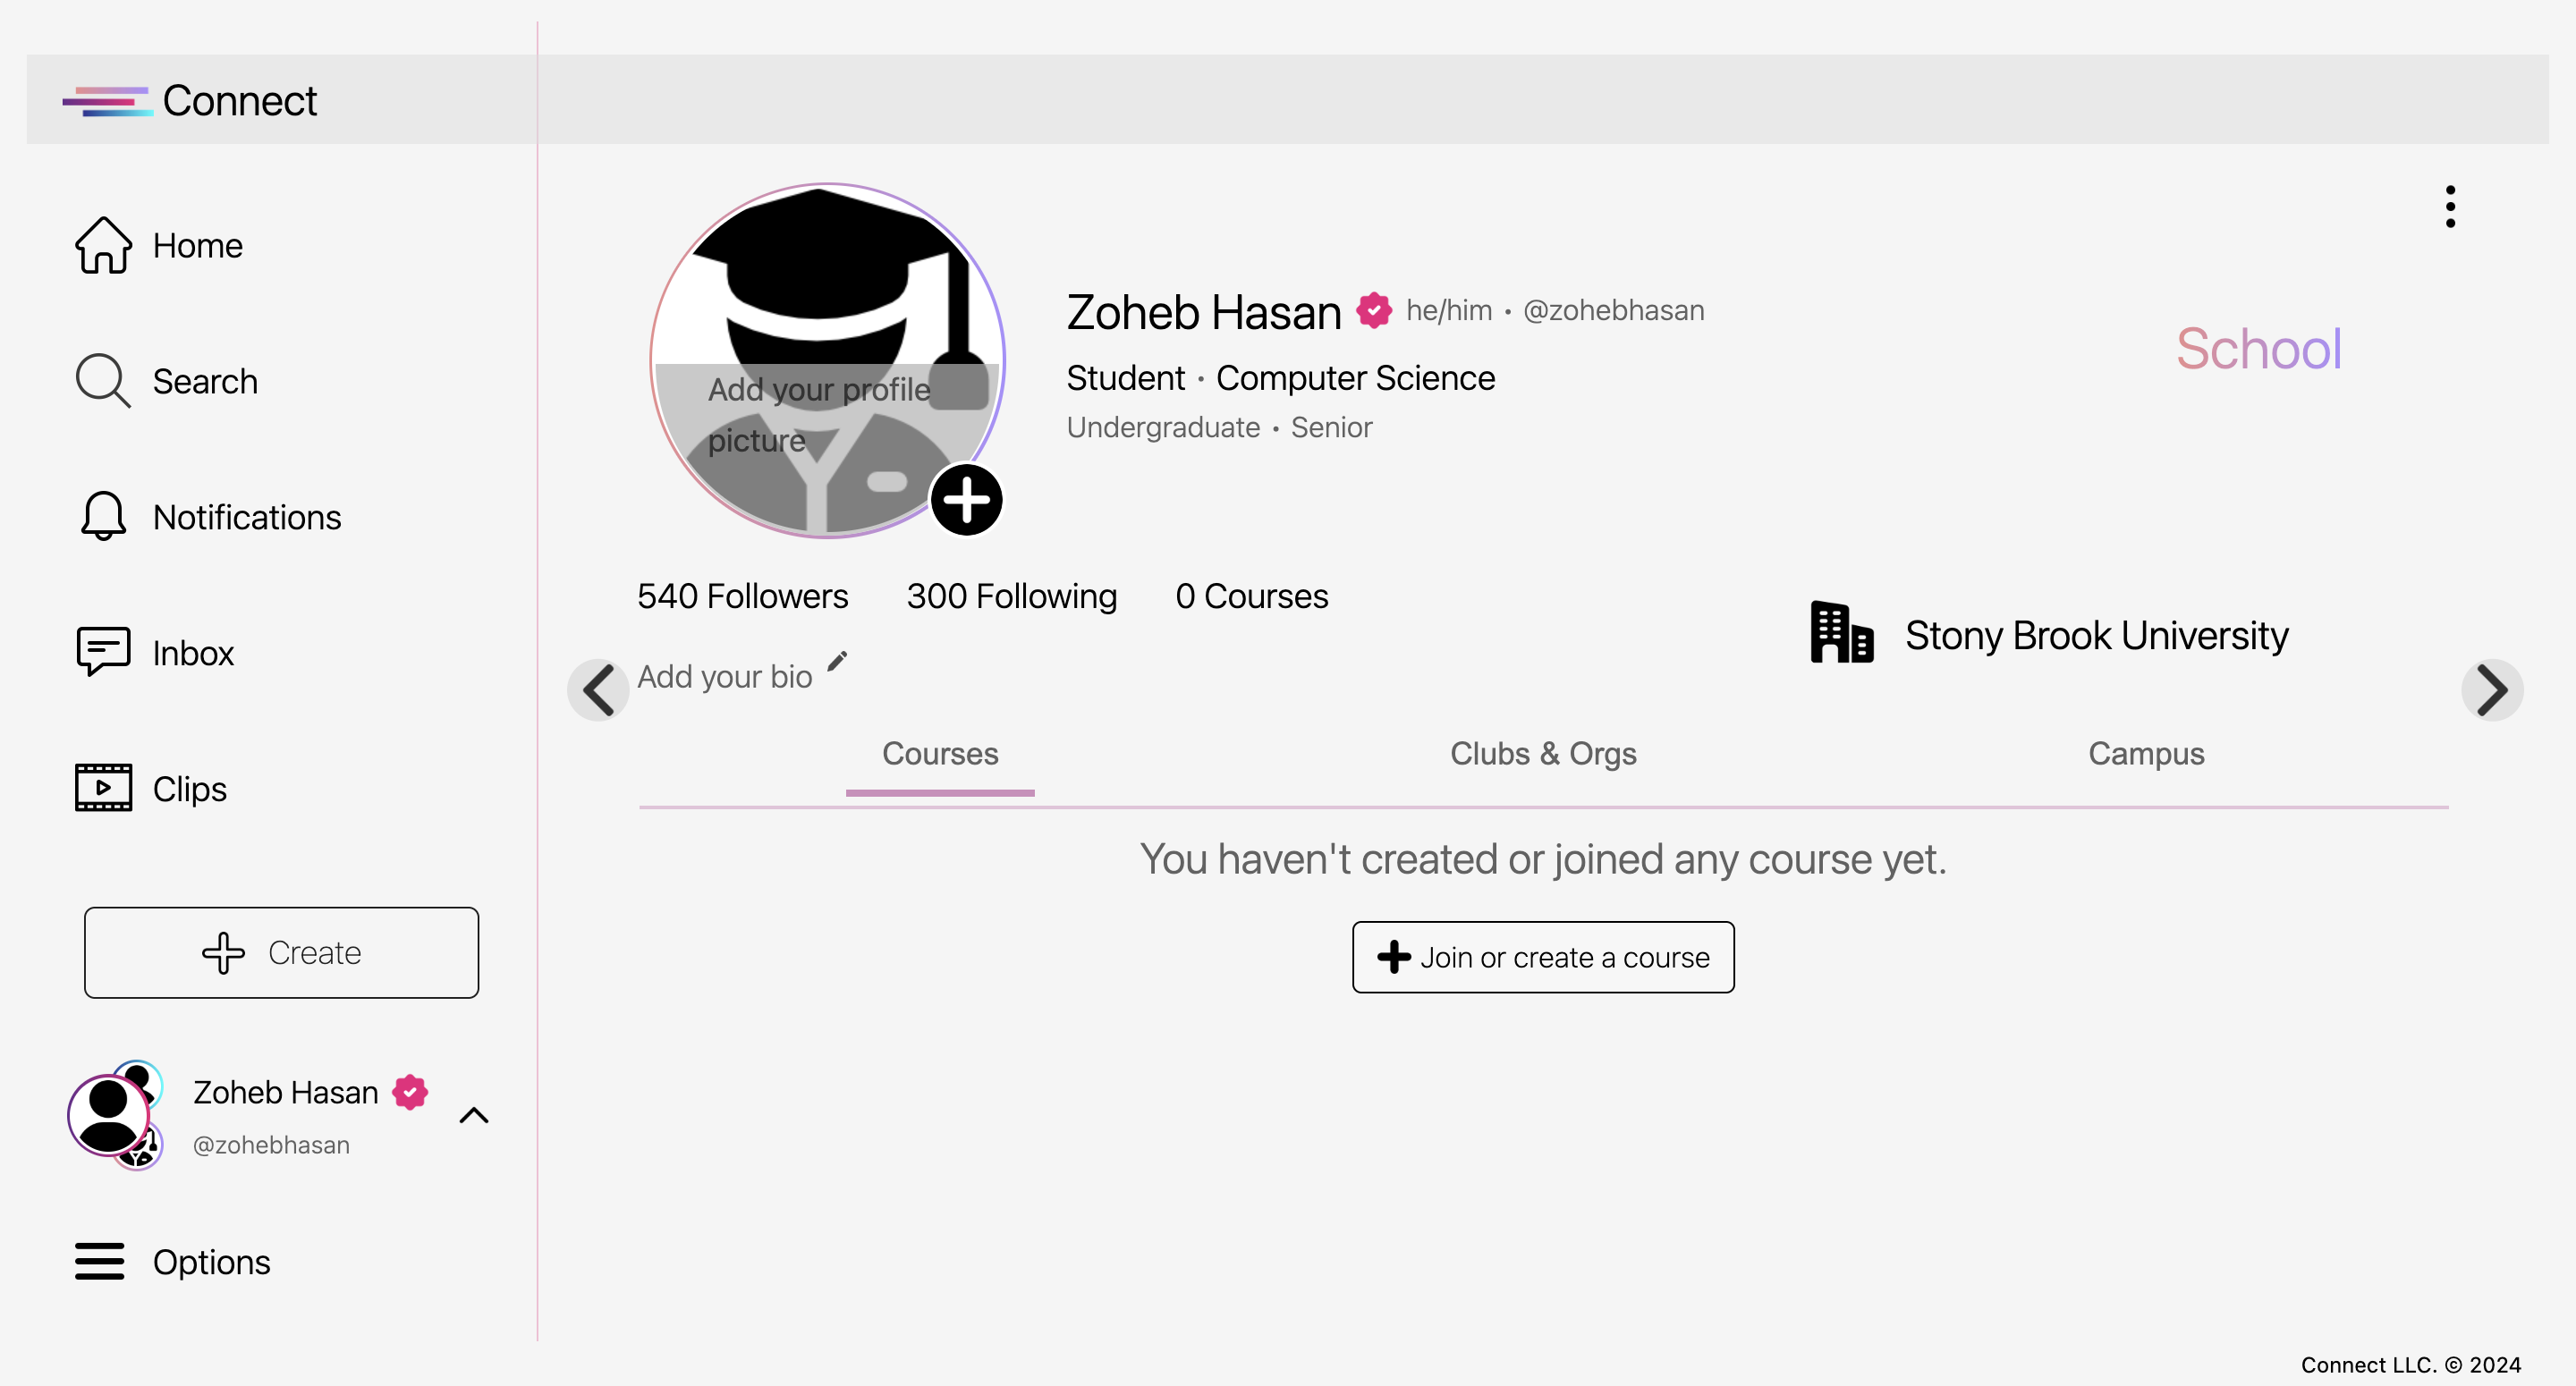 Connect
Home
Search
Notifications
Inbox
Clips
Create
Zoheb Hasan
@zohebhasan
Options
Add your profile
picture
Zoheb Hasan he/him • @zohebhasan
Student • Computer Science
Undergraduate • Senior
School
540 Followers 300 Following 0 Courses
Add your bio
Stony Brook University
Courses Clubs & Orgs Campus
You haven't created or joined any course yet.
Join or create a course
Connect LLC. © 2024